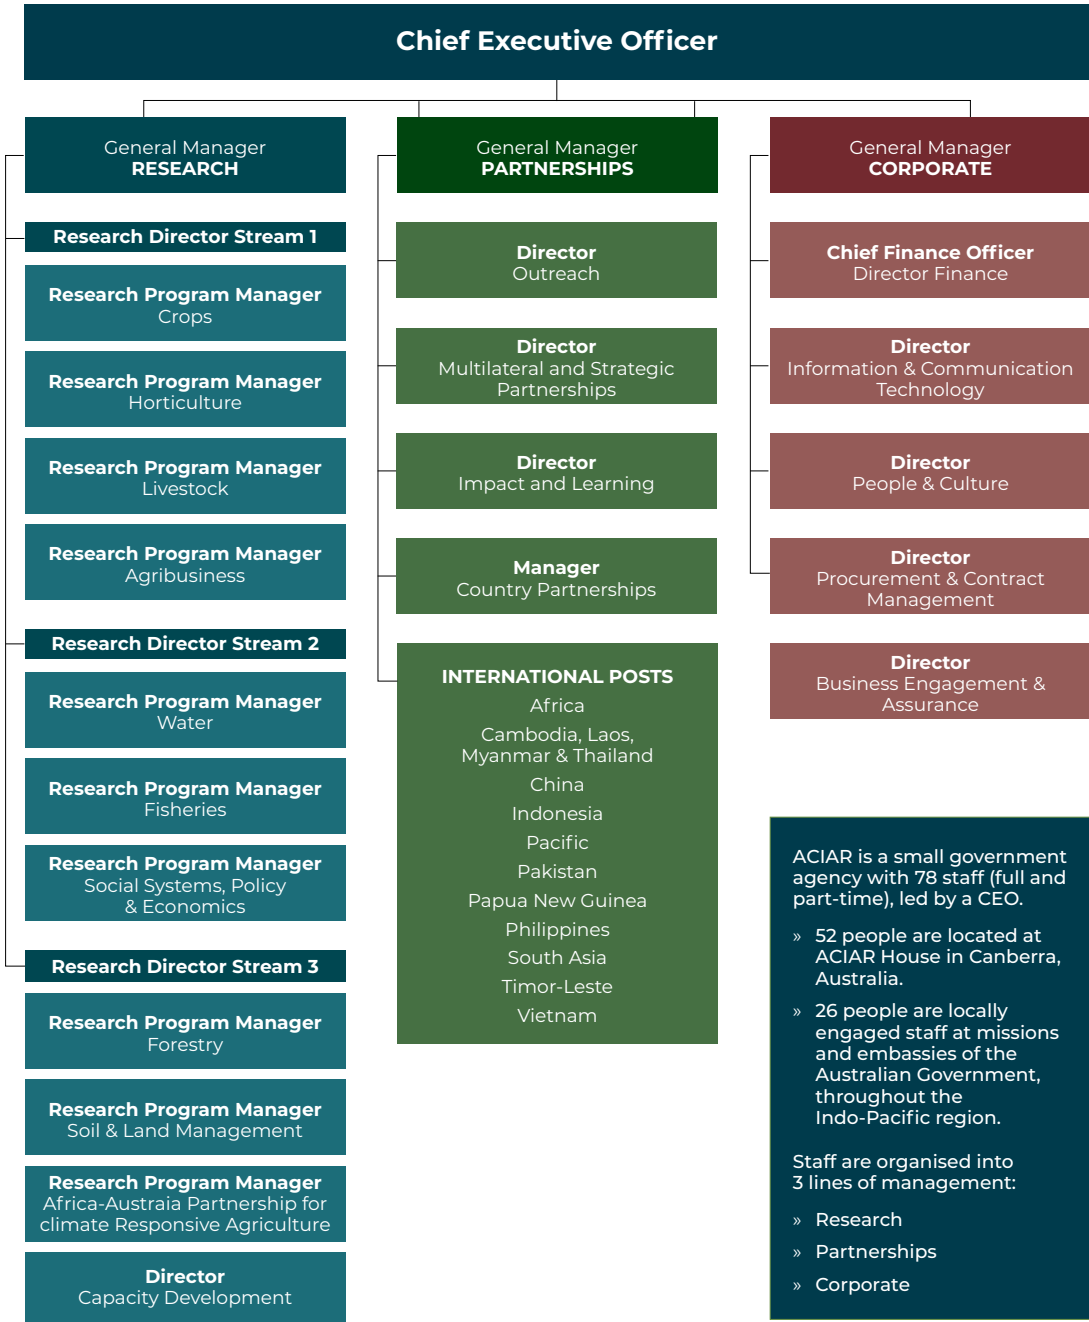 Chief Executive Officer
General Manager
RESEARCH
Research Director Stream 1
Research Program Manager
Crops
Research Program Manager
Horticulture
Research Program Manager
Livestock
Research Program Manager
Agribusiness
Research Director Stream 2
Research Program Manager
Water
Research Program Manager
Fisheries
Research Program Manager
Social Systems, Policy
& Economics
Research Director Stream 3
Research Program Manager
Forestry
Research Program Manager
Soil & Land Management
Research Program Manager
Africa-Austraia Partnership for
climate Responsive Agriculture
Director
Capacity Development
General Manager
PARTNERSHIPS
Director
Outreach
Director
Multilateral and Strategic
Partnerships
Director
Impact and Learning
Manager
Country Partnerships
INTERNATIONAL POSTS
Africa
Cambodia, Laos,
Myanmar & Thailand
China
Indonesia
Pacific
Pakistan
Papua New Guinea
Philippines
South Asia
Timor-Leste
Vietnam
General Manager
CORPORATE
Chief Finance Officer
Director Finance
Director
Information & Communication
Technology
Director
People & Culture
Director
Procurement & Contract
Management
Director
Business Engagement &
Assurance
ACIAR is a small government
agency with 78 staff (full and
part-time), led by a CEO.
» 52 people are located at
ACIAR House in Canberra,
Australia.
» 26 people are locally
engaged staff at missions
and embassies of the
Australian Government,
throughout the
Indo-Pacific region.
Staff are organised into
3 lines of management:
» Research
» Partnerships
» Corporate